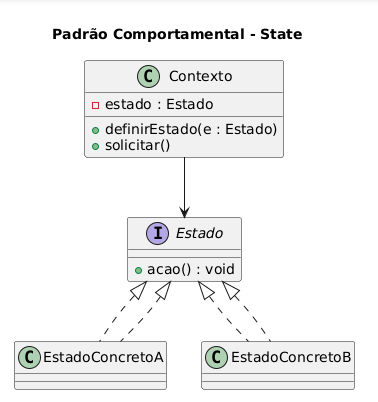 Padrão Comportamental - State
C Contexto
estado : Estado
definirEstado(e : Estado)
solicitar()
I Estado
acao() : void
C EstadoConcretoA
C EstadoConcretoB